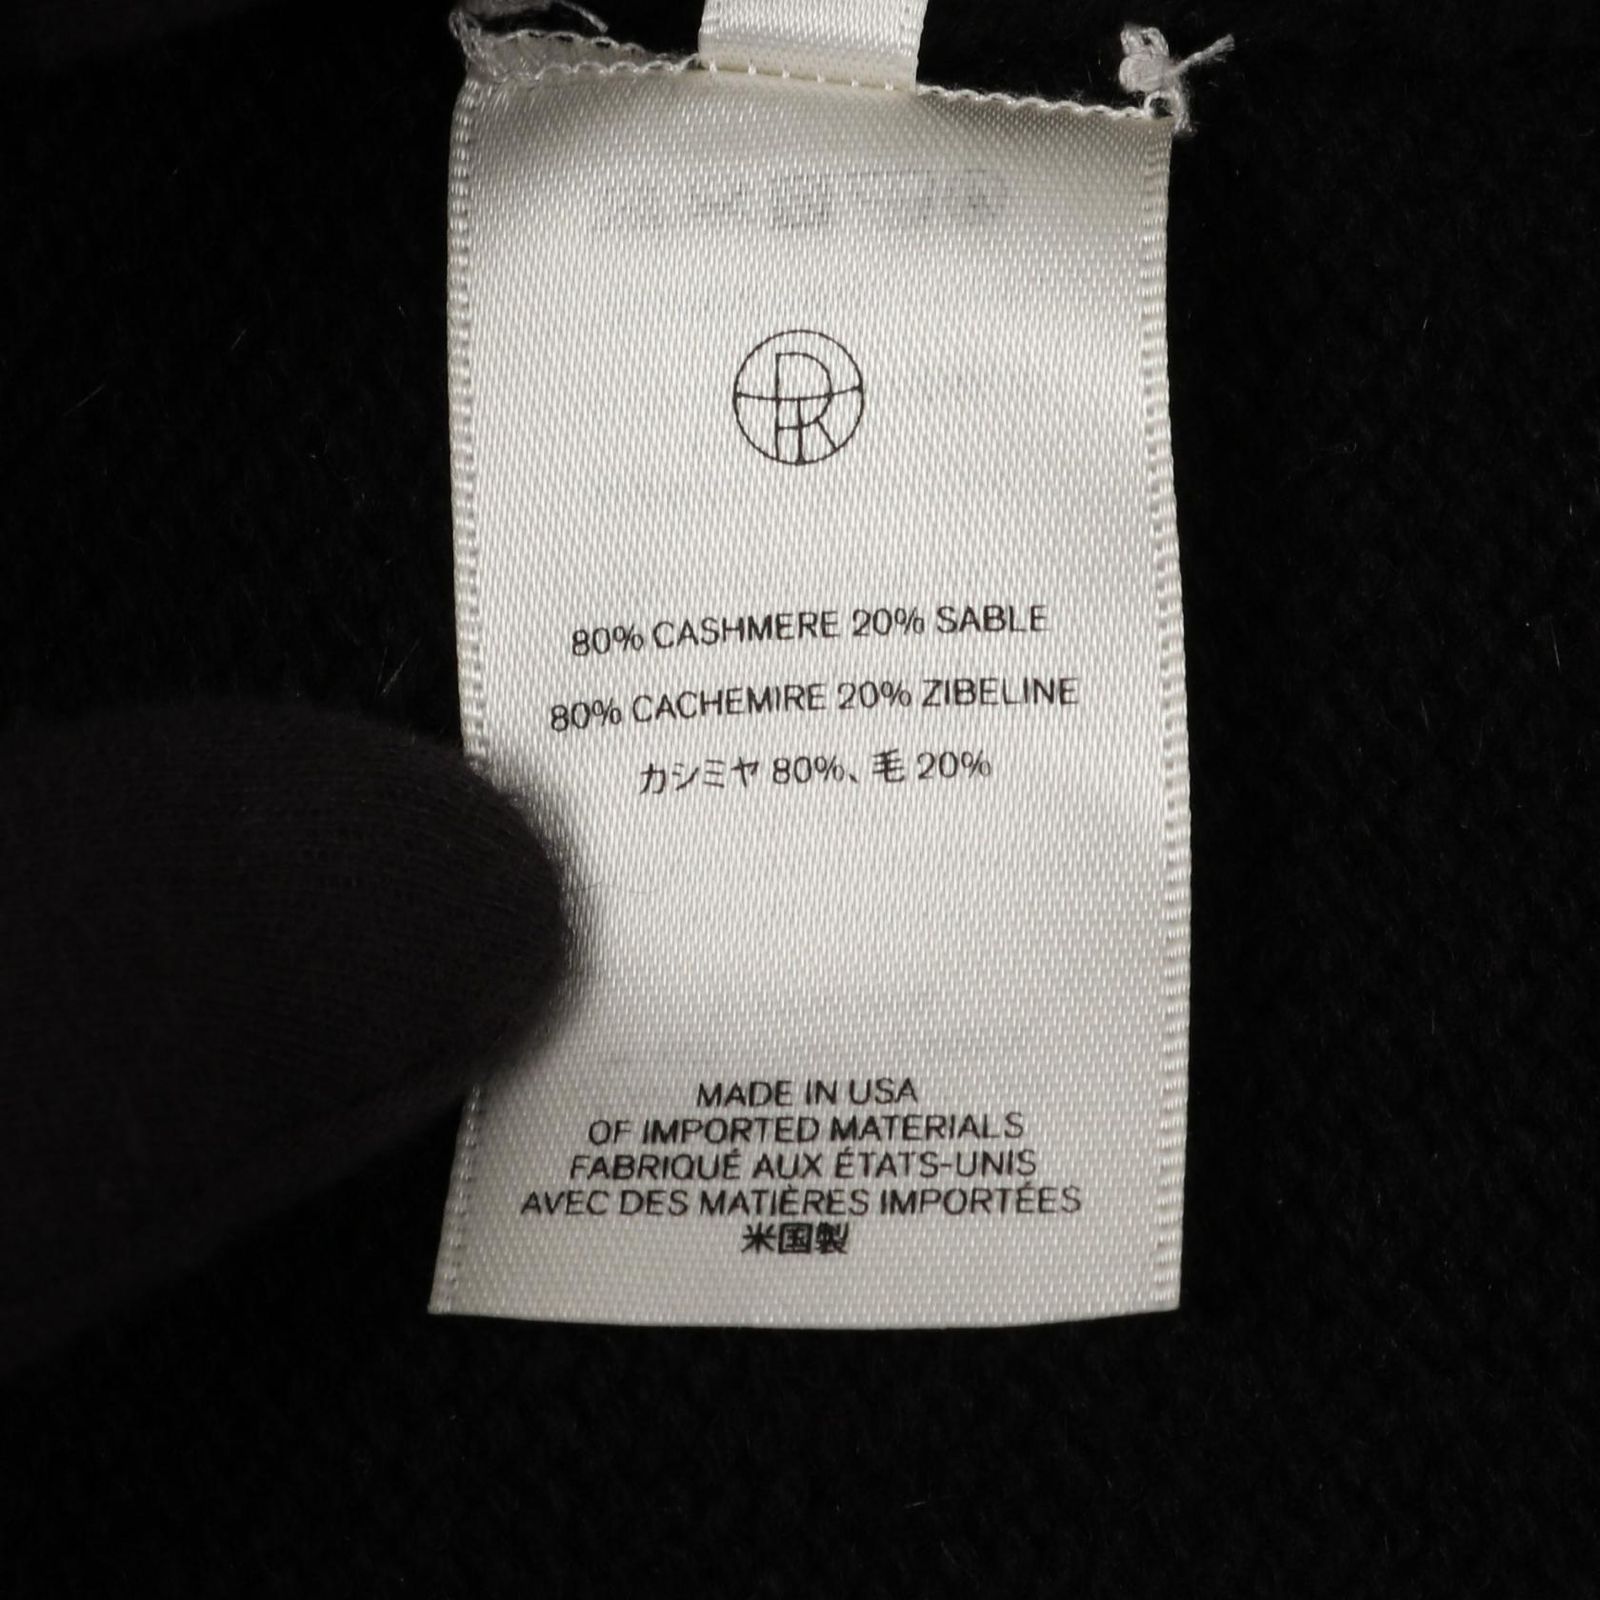 80% CASHMERE 20% SABLE
80% CACHEMIRE 20% ZIBELINE
カシミヤ 80%、毛 20%
MADE IN USA
OF IMPORTED MATERIALS
FABRIQUÉ AUX ÉTATS-UNIS
AVEC DES MATIÈRES IMPORTÉES
米国製